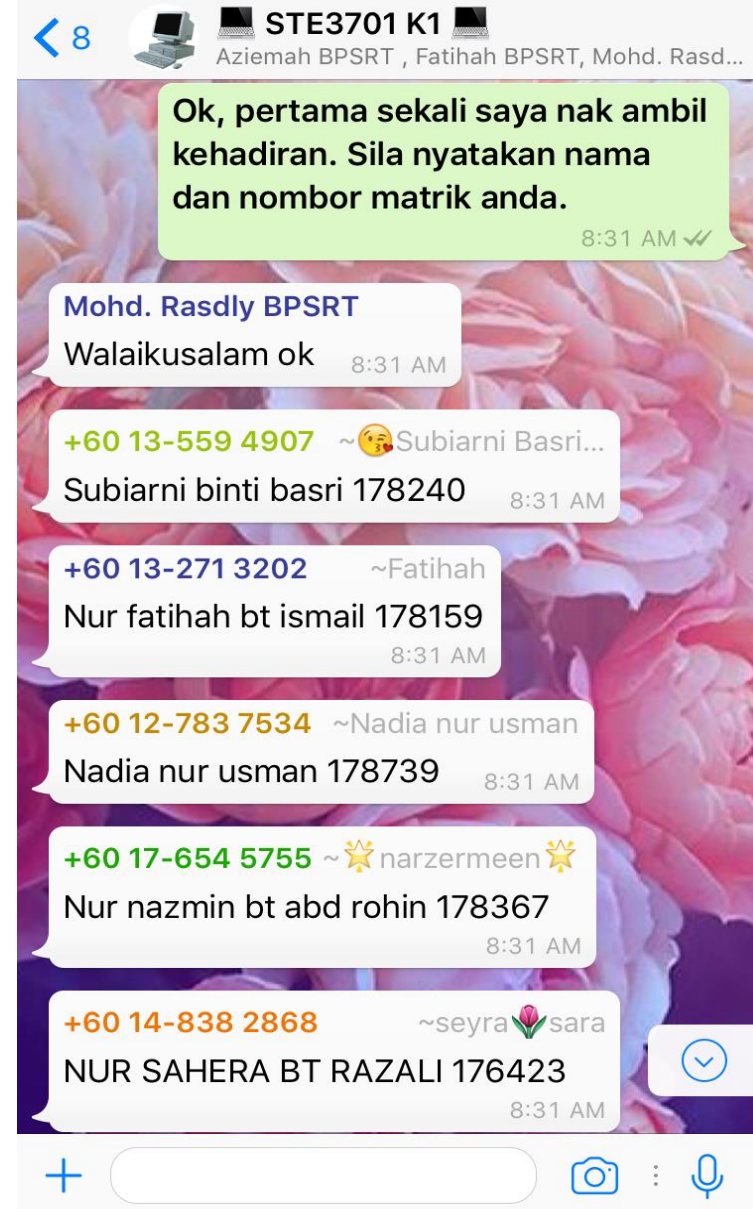 8
💻 STE3701 K1 💻
Aziemah BPSRT , Fatihah BPSRT, Mohd. Rasd...
Ok, pertama sekali saya nak ambil
kehadiran. Sila nyatakan nama
dan nombor matrik anda.
8:31 AM
Mohd. Rasdly BPSRT
Walaikusalam ok 8:31 AM
+60 13-559 4907 ~😘Subiarni Basri...
Subiarni binti basri 178240 8:31 AM
+60 13-271 3202 ~Fatihah
Nur fatihah bt ismail 178159
8:31 AM
+60 12-783 7534 ~Nadia nur usman
Nadia nur usman 178739 8:31 AM
+60 17-654 5755 ~🌟narzermeen🌟
Nur nazmin bt abd rohin 178367
8:31 AM
+60 14-838 2868 ~seyra🌷sara
NUR SAHERA BT RAZALI 176423
8:31 AM